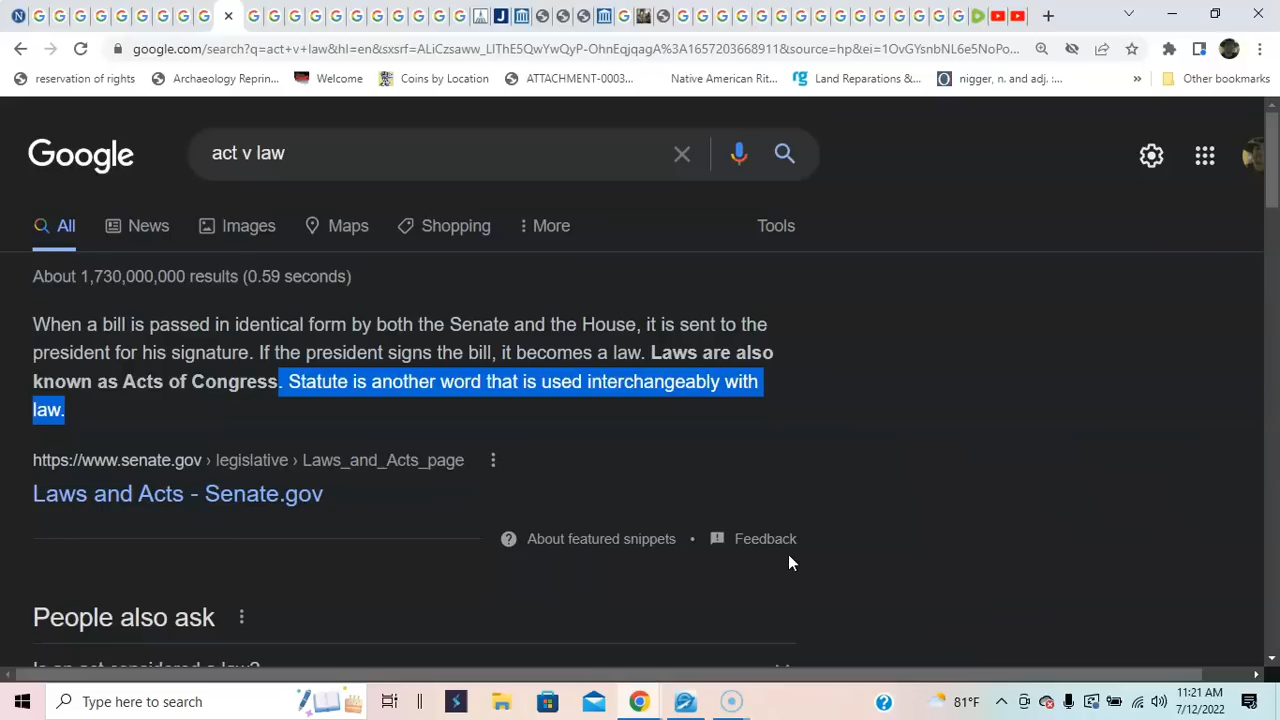 google.com/search?q=act+v+law&hl=en&sxsrf=ALiCzsaww_LIThE5QwYwQyP-OhnEqjqagA%3A1657203668911&source=hp&ei=1OvGYsnbNL6e5NoPo...
reservation of rights
Archaeology Reprin...
Welcome
Coins by Location
ATTACHMENT-0003...
Native American Rit...
Land Reparations &...
nigger, n. and adj. :...
»
Other bookmarks
Google
act v law
All
News
Images
Maps
Shopping
More
Tools
About 1,730,000,000 results (0.59 seconds)
When a bill is passed in identical form by both the Senate and the House, it is sent to the
president for his signature. If the president signs the bill, it becomes a law. Laws are also
known as Acts of Congress. Statute is another word that is used interchangeably with
law.
https://www.senate.gov › legislative › Laws_and_Acts_page
Laws and Acts - Senate.gov
About featured snippets • Feedback
People also ask
Is an act considered a law?
Type here to search
81°F
11:21 AM
7/12/2022